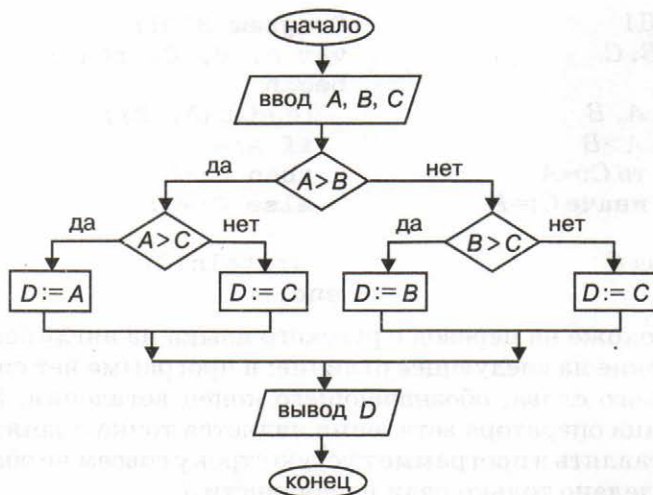 начало
ввод A, B, C
да
A>B
нет
да
A>C
нет
да
B>C
нет
D:=A
D:=C
D:=B
D:=C
вывод D
конец